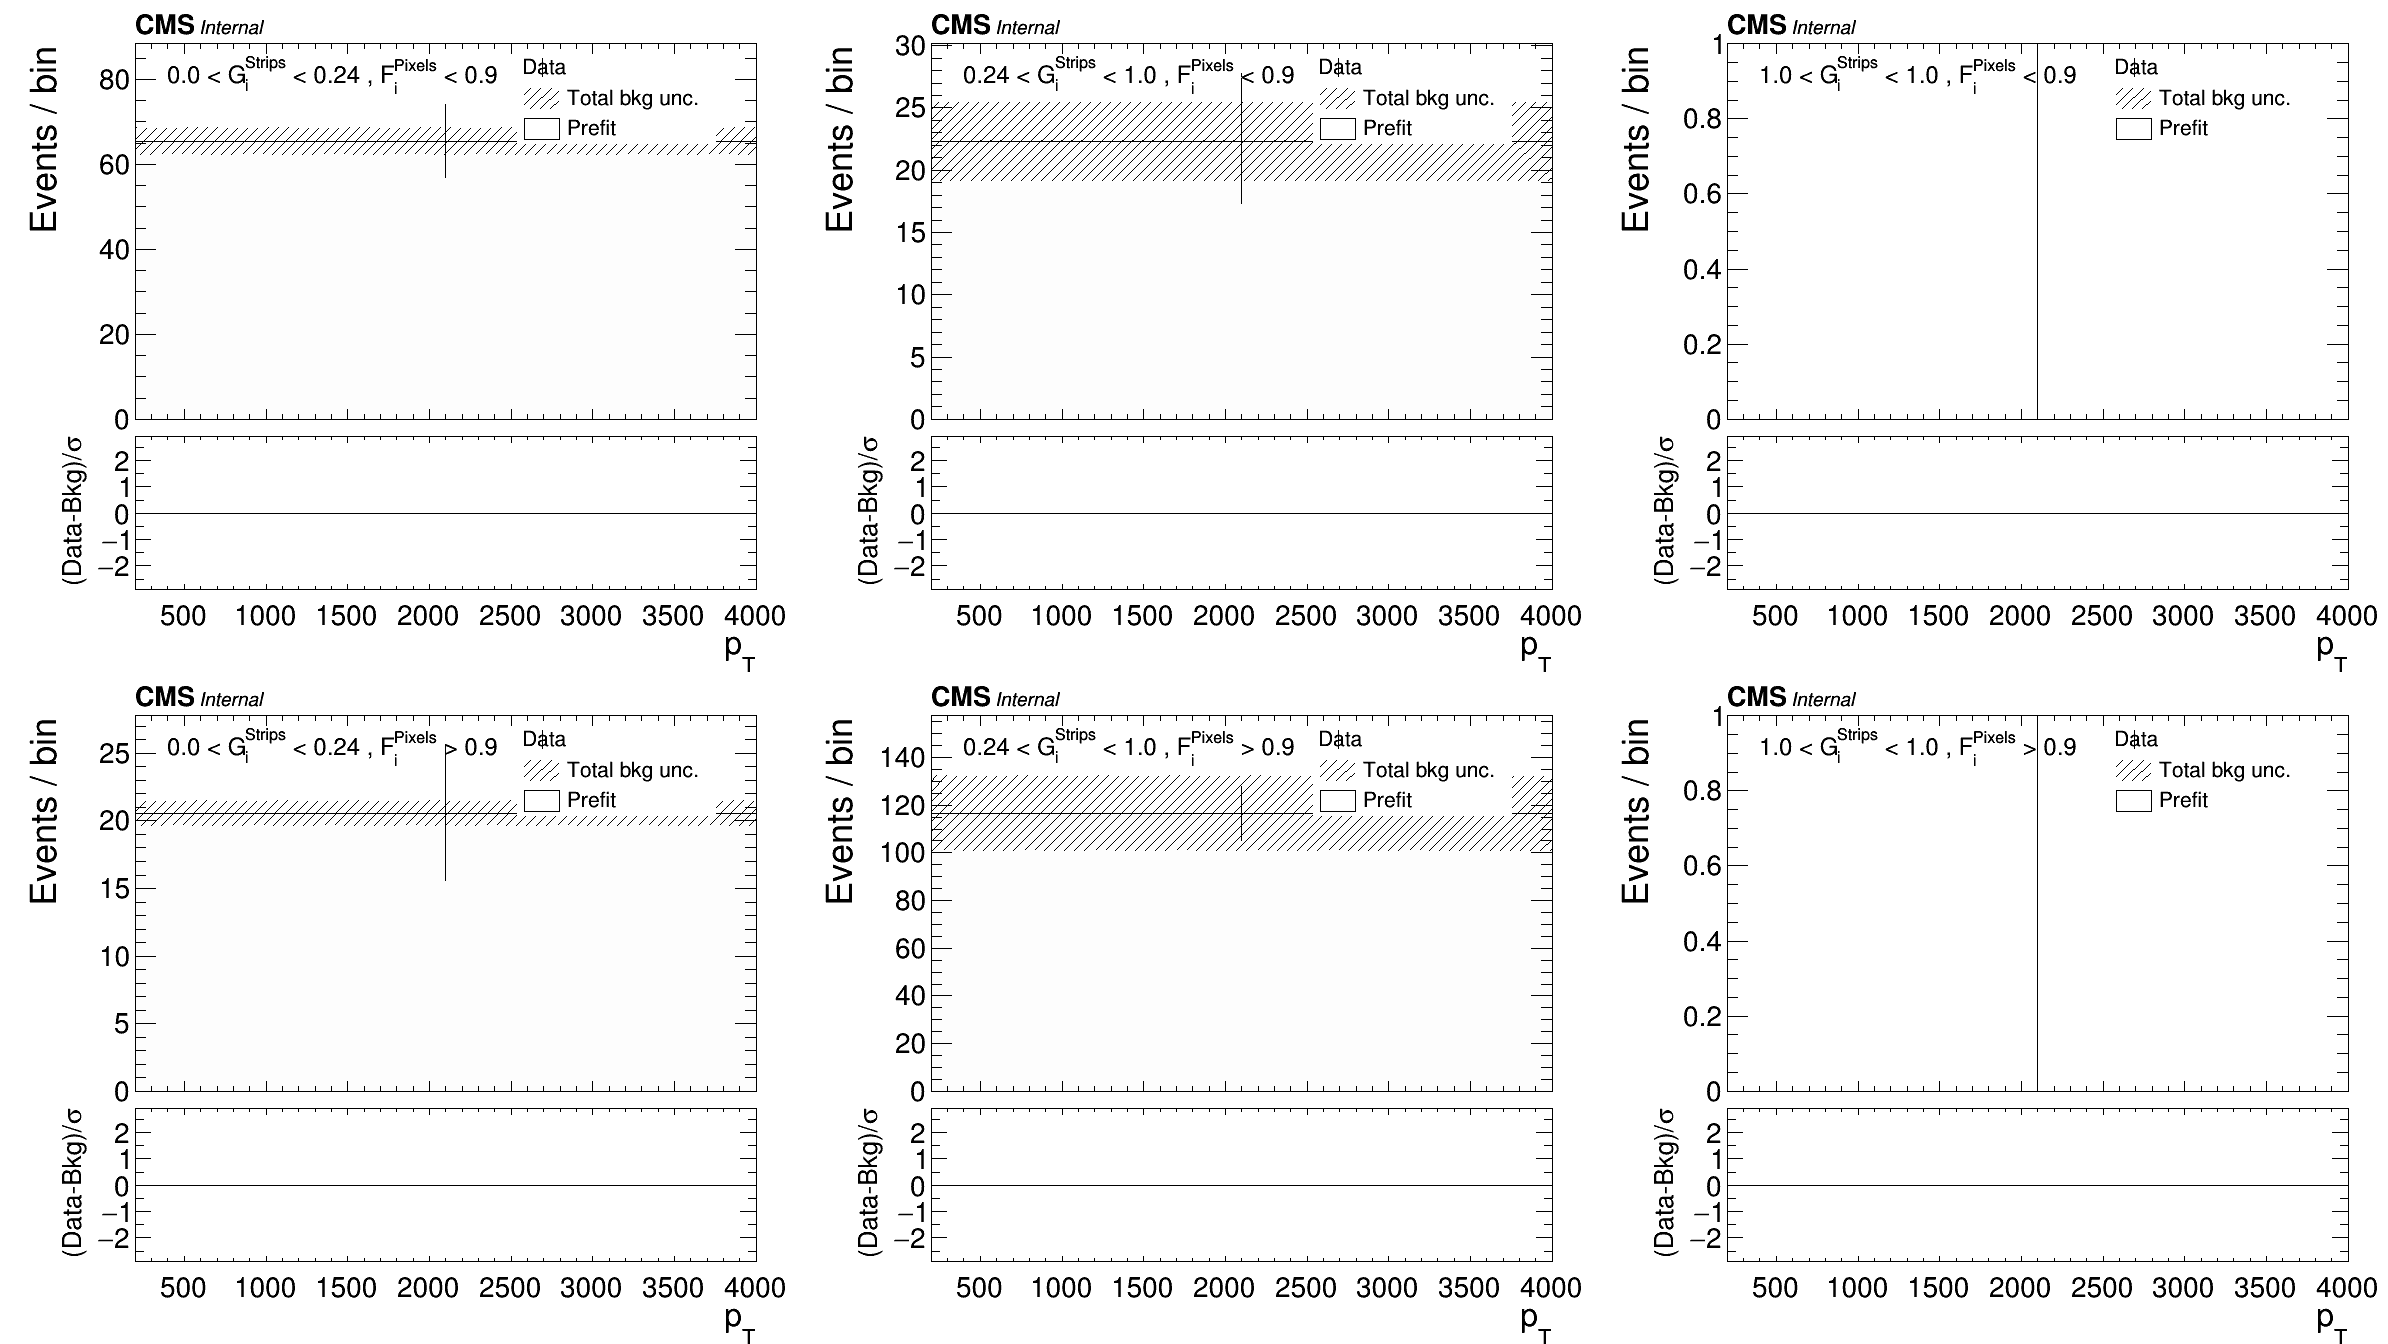 CMS Internal
Events / bin
0.0 < G_i^Strips < 0.24 , F_i^Pixels < 0.9
Data
Total bkg unc.
Prefit
80
60
40
20
0
(Data-Bkg)/σ
2
1
0
−1
−2
500 1000 1500 2000 2500 3000 3500 4000
p_T
CMS Internal
Events / bin
0.24 < G_i^Strips < 1.0 , F_i^Pixels < 0.9
Data
Total bkg unc.
Prefit
30
25
20
15
10
5
0
(Data-Bkg)/σ
2
1
0
−1
−2
500 1000 1500 2000 2500 3000 3500 4000
p_T
CMS Internal
Events / bin
1.0 < G_i^Strips < 1.0 , F_i^Pixels < 0.9
Data
Total bkg unc.
Prefit
1
0.8
0.6
0.4
0.2
0
(Data-Bkg)/σ
2
1
0
−1
−2
500 1000 1500 2000 2500 3000 3500 4000
p_T
CMS Internal
Events / bin
0.0 < G_i^Strips < 0.24 , F_i^Pixels > 0.9
Data
Total bkg unc.
Prefit
25
20
15
10
5
0
(Data-Bkg)/σ
2
1
0
−1
−2
500 1000 1500 2000 2500 3000 3500 4000
p_T
CMS Internal
Events / bin
0.24 < G_i^Strips < 1.0 , F_i^Pixels > 0.9
Data
Total bkg unc.
Prefit
140
120
100
80
60
40
20
0
(Data-Bkg)/σ
2
1
0
−1
−2
500 1000 1500 2000 2500 3000 3500 4000
p_T
CMS Internal
Events / bin
1.0 < G_i^Strips < 1.0 , F_i^Pixels > 0.9
Data
Total bkg unc.
Prefit
1
0.8
0.6
0.4
0.2
0
(Data-Bkg)/σ
2
1
0
−1
−2
500 1000 1500 2000 2500 3000 3500 4000
p_T